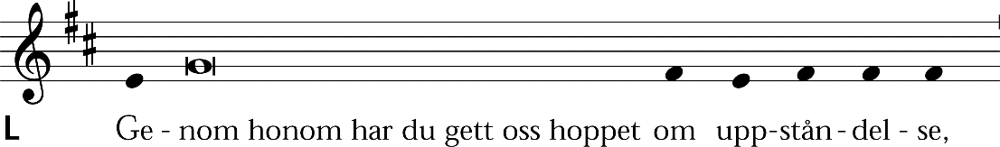 L Ge - nom honom har du gett oss hoppet om upp-stån-del - se,